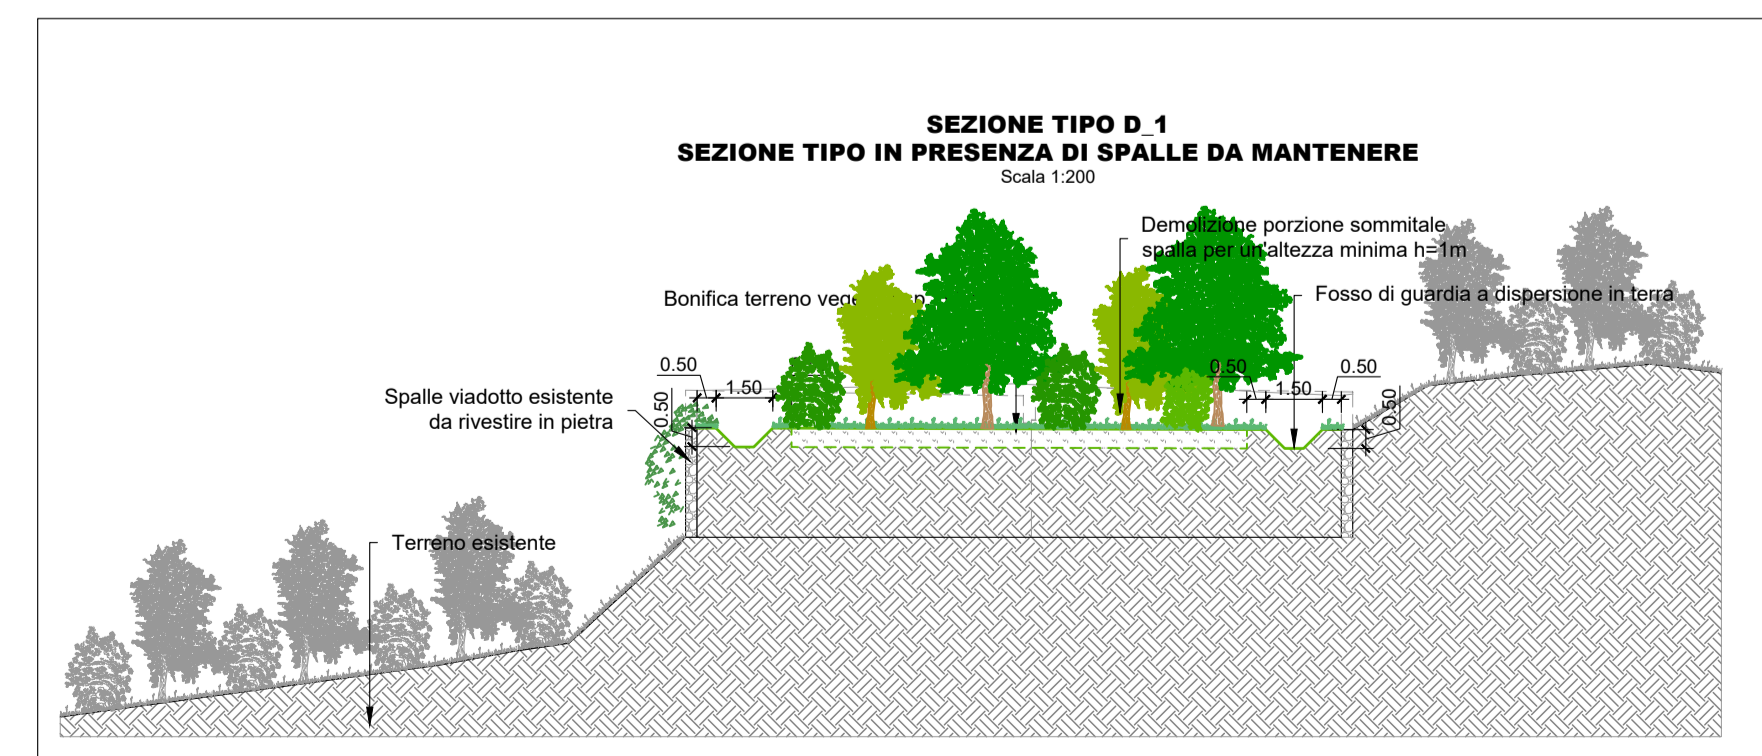 SEZIONE TIPO D_1
SEZIONE TIPO IN PRESENZA DI SPALLE DA MANTENERE
Scala 1:200
Demolizione porzione sommitale
spalla per un'altezza minima h=1m
Bonifica terreno
Fosso di guardia a dispersione in terra
0.50
1.50
0.50
0.50
1.50
0.50
0.50
Spalle viadotto esistente
da rivestire in pietra
Terreno esistente